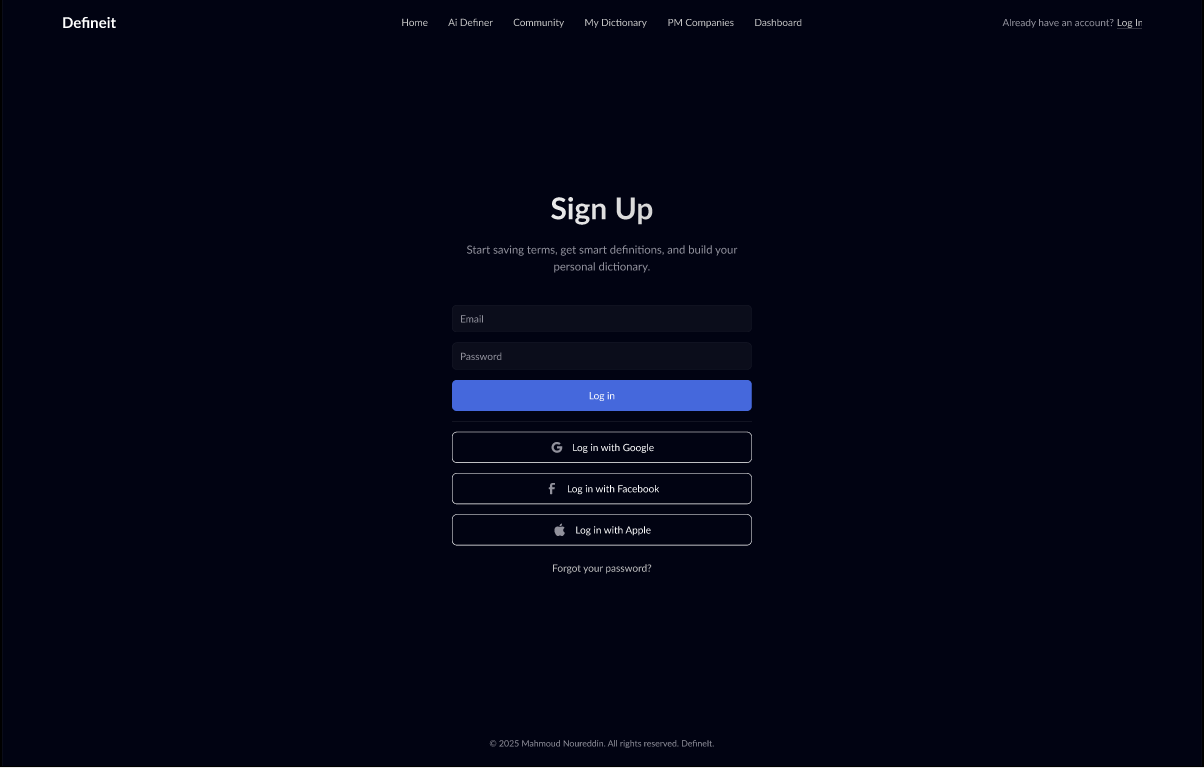 Defineit
Home Ai Definer Community My Dictionary PM Companies Dashboard
Already have an account? Log In
Sign Up
Start saving terms, get smart definitions, and build your
personal dictionary.
Email
Password
Log in
Log in with Google
Log in with Facebook
Log in with Apple
Forgot your password?
© 2025 Mahmoud Noureddin. All rights reserved. DefineIt.